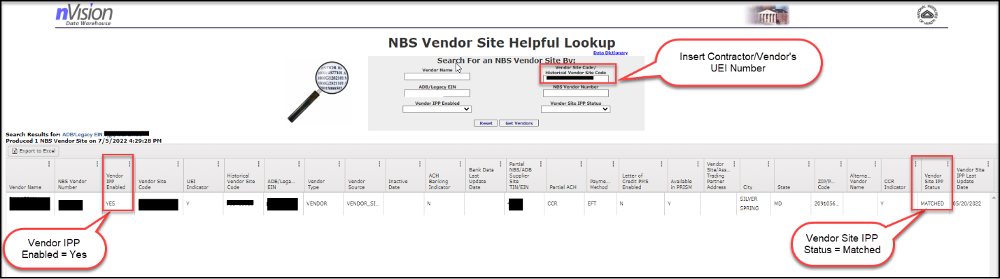 nVision
Data Warehouse
NATIONAL INSTITUTES OF HEALTH
NBS Vendor Site Helpful Lookup
Data Dictionary
Search For an NBS Vendor Site By:
Vendor Name
Vendor Site Code/
Historical Vendor Site Code
ADB/Legacy EIN
NBS Vendor Number
Vendor IPP Enabled
Vendor Site IPP Status
Reset
Get Vendors
Insert Contractor/Vendor's
UEI Number
Search Results for: ADB/Legacy EIN:
Produced 1 NBS Vendor Site on 7/5/2022 4:29:28 PM
Export to Excel
Vendor Name
NBS Vendor
Number
Vendor
IPP
Enabled
Vendor Site
Code
UEI
Indicator
Historical
Vendor Site
Code
ADB/Lega...
EIN
Vendor
Type
Vendor
Source
Inactive
Date
ACH
Banking
Indicator
Bank Data
Last
Update
Date
Partial
NBS/ADB
Supplier
Site
TIN/EIN
Partial ACH
Payme...
Method
Letter of
Credit PMS
Enabled
Available
in PRISM
Vendor
Site/Ass...
Trading
Partner
Address
City
State
ZIP/P...
Code
Alterna...
Vendor
Name
CCR
Indicator
Vendor
Site IPP
Status
Vendor Site
IPP Last
Update
Date
YES
Y
VENDOR
VENDOR_SI...
N
CCR
EFT
N
Y
SILVER
SPRING
MD
2091056...
Y
MATCHED
05/20/2022
Vendor IPP
Enabled = Yes
Vendor Site IPP
Status = Matched